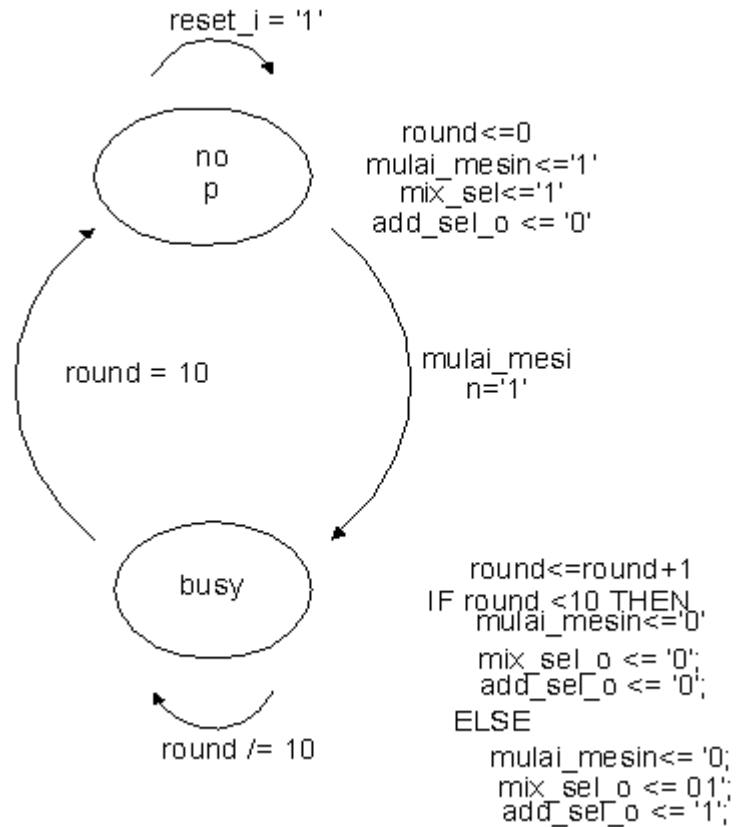 reset_i = '1'
no
p
round<=0
mulai_mesin<='1'
mix_sel<='1'
add_sel_o <= '0'
round = 10
mulai_mesi
n='1'
busy
round /= 10
round<=round+1
IF round <10 THEN
mulai_mesin<='0'
mix_sel_o <= '0';
add_sel_o <= '0';
ELSE
mulai_mesin<= '0;
mix_sel_o <= 01';
add_sel_o <= '1';